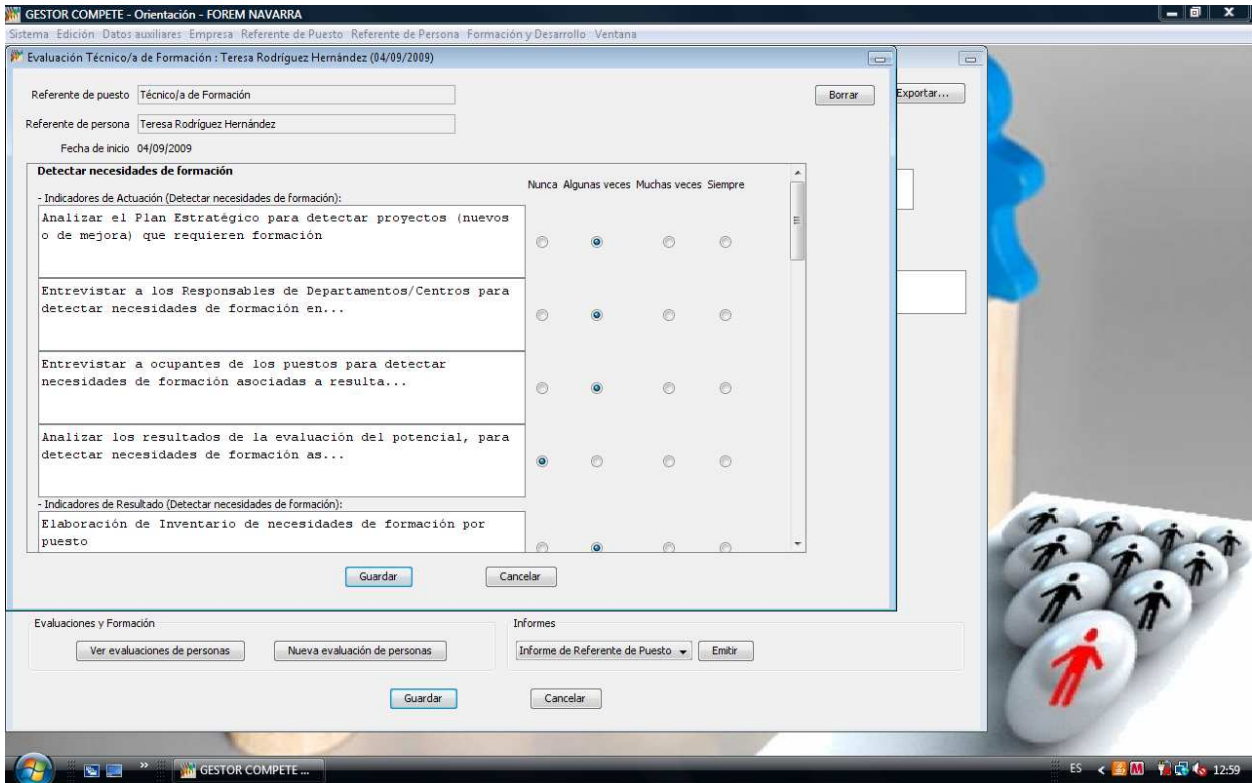 GESTOR COMPETE - Orientación - FOREM NAVARRA
Sistema Edición Datos auxiliares Empresa Referente de Puesto Referente de Persona Formación y Desarrollo Ventana
Evaluación Técnico/a de Formación : Teresa Rodríguez Hernández (04/09/2009)
Referente de puesto Técnico/a de Formación
Borrar
Exportar...
Referente de persona Teresa Rodríguez Hernández
Fecha de inicio 04/09/2009
Detectar necesidades de formación
Nunca Algunas veces Muchas veces Siempre
- Indicadores de Actuación (Detectar necesidades de formación):
Analizar el Plan Estratégico para detectar proyectos (nuevos
o de mejora) que requieren formación
Entrevistar a los Responsables de Departamentos/Centros para
detectar necesidades de formación en...
Entrevistar a ocupantes de los puestos para detectar
necesidades de formación asociadas a resulta...
Analizar los resultados de la evaluación del potencial, para
detectar necesidades de formación as...
- Indicadores de Resultado (Detectar necesidades de formación):
Elaboración de Inventario de necesidades de formación por
puesto
Guardar Cancelar
Evaluaciones y Formación
Informes
Ver evaluaciones de personas Nueva evaluación de personas
Informe de Referente de Puesto Emitir
Guardar Cancelar
GESTOR COMPETE ...
ES
12:59